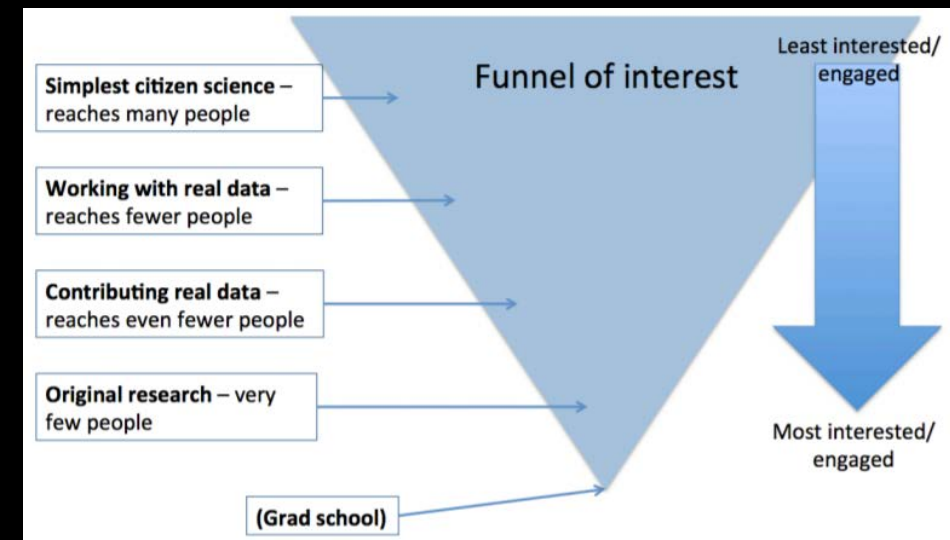 Funnel of interest
Least interested/
engaged
Simplest citizen science –
reaches many people
Working with real data –
reaches fewer people
Contributing real data –
reaches even fewer people
Original research – very
few people
(Grad school)
Most interested/
engaged